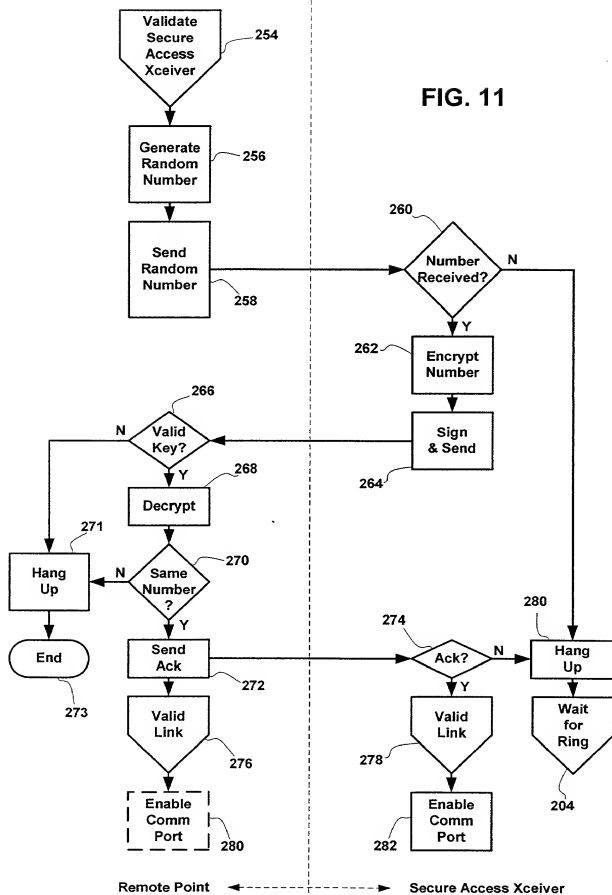 Validate
Secure
Access
Xceiver
254
FIG. 11
Generate
Random
Number
256
Send
Random
Number
258
260
Number
Received?
N
Y
262
Encrypt
Number
Sign
& Send
264
266
N
Valid
Key?
Y
268
Decrypt
271
Hang
Up
N
270
Same
Number
?
Y
End
273
Send
Ack
272
274
Ack?
N
Y
280
Hang
Up
Valid
Link
276
Valid
Link
278
Wait
for
Ring
204
Enable
Comm
Port
280
Enable
Comm
Port
282
Remote Point
Secure Access Xceiver